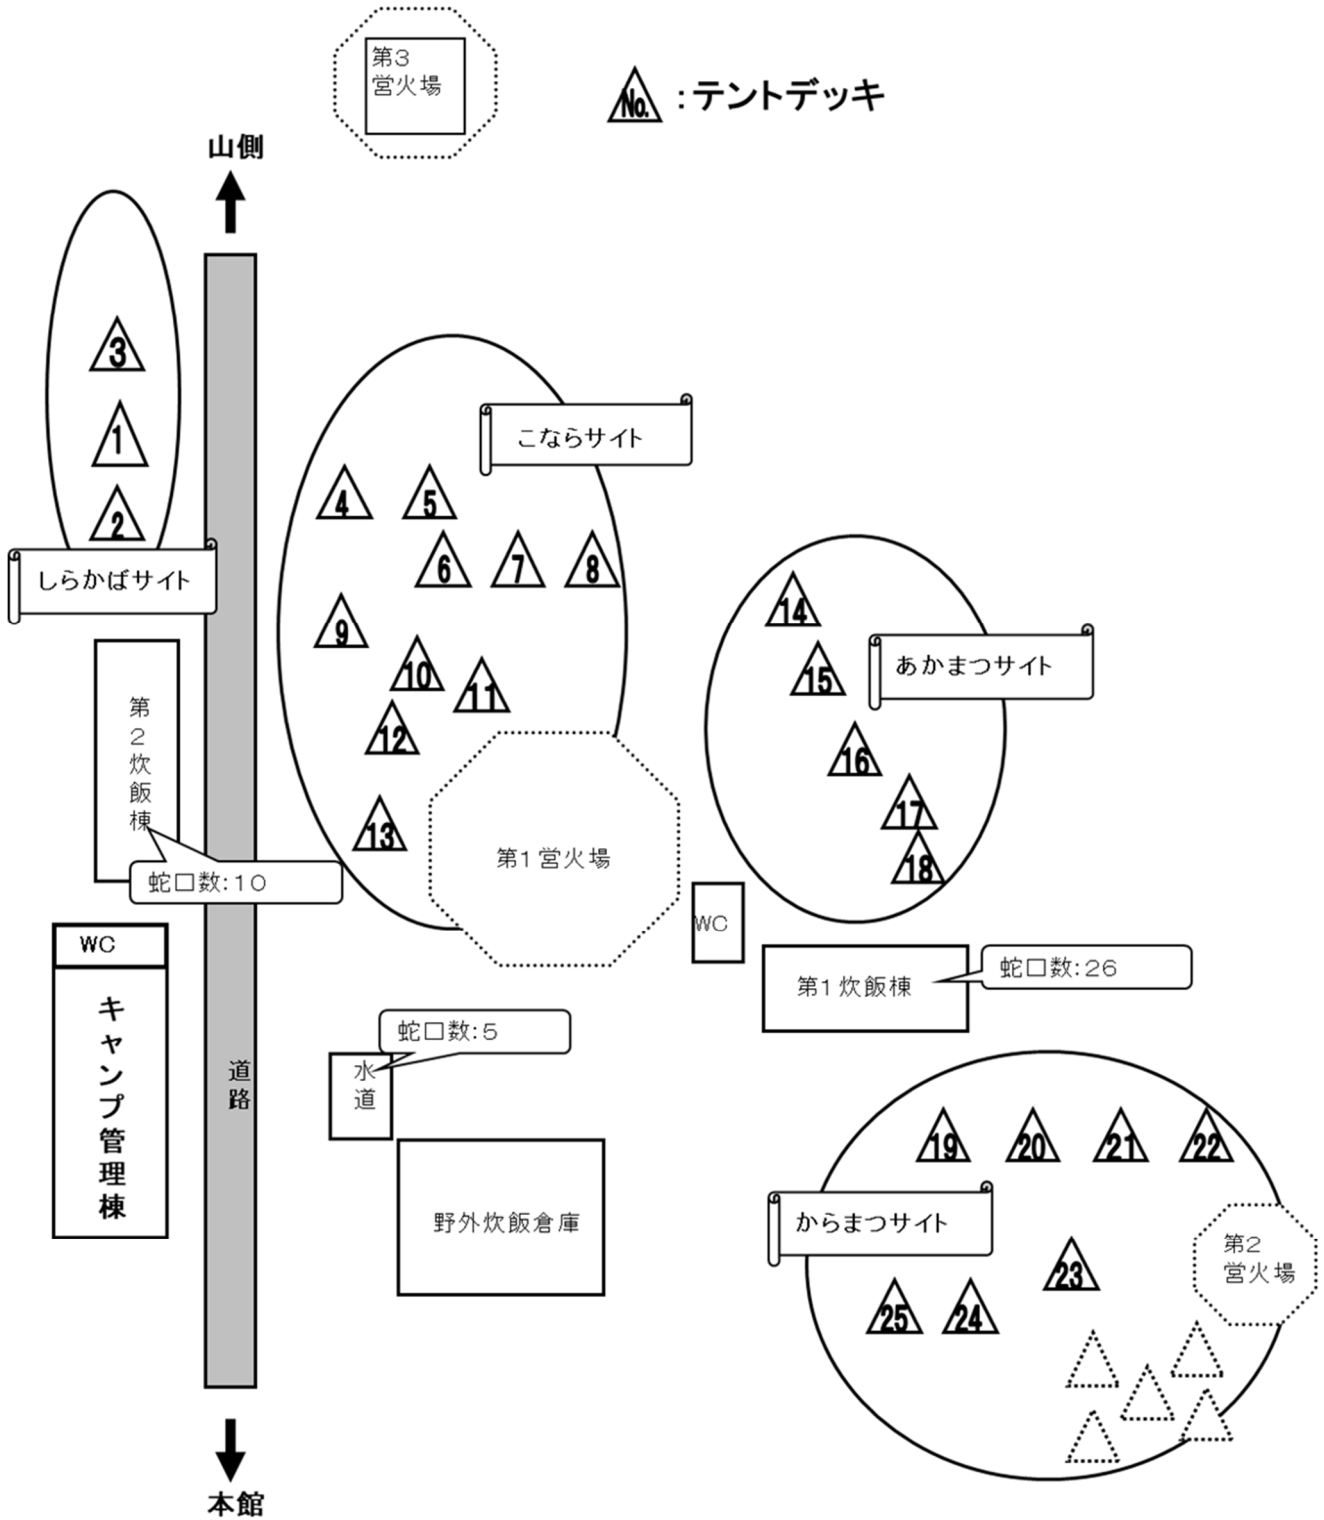 第３
営火場
No.
：テントデッキ
山側
3
1
2
しらかばサイト
こならサイト
4
5
6
7
8
9
10
11
12
13
14
15
あかまつサイト
16
17
18
第２炊飯棟
蛇口数：１０
第１営火場
WC
WC
キャンプ管理棟
第１炊飯棟
蛇口数：２６
道路
蛇口数：５
水道
野外炊飯倉庫
19
20
21
22
からまつサイト
23
第２
営火場
25
24
本館